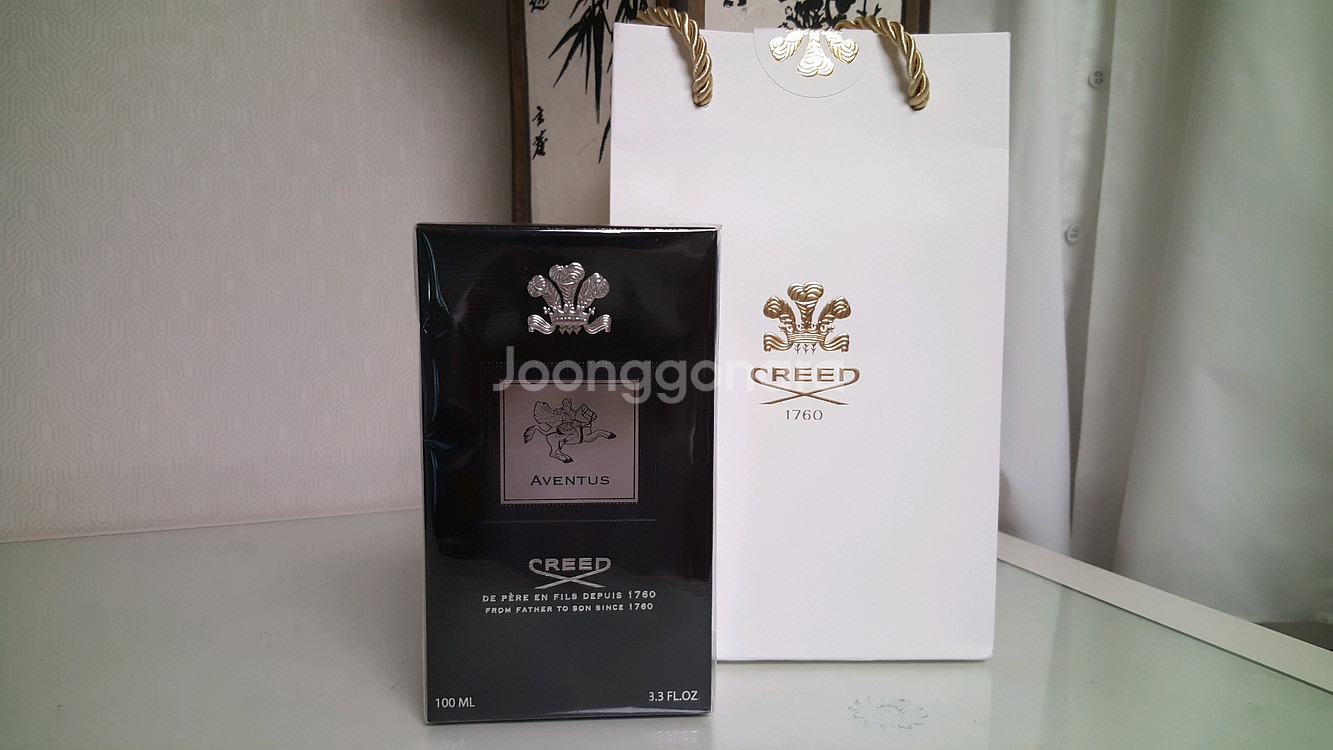 Joonggonara
AVENTUS
CREED
DE PÈRE EN FILS DEPUIS 1760
FROM FATHER TO SON SINCE 1760
100 ML
3.3 FL.OZ.
CREED
1760